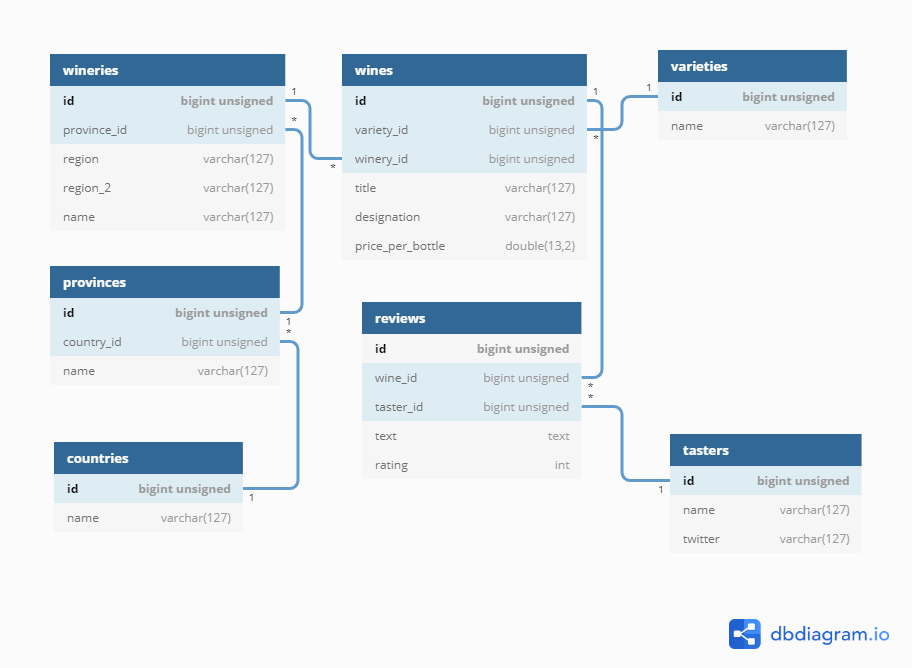 wineries
id bigint unsigned
province_id bigint unsigned
region varchar(127)
region_2 varchar(127)
name varchar(127)
1
*
wines
id bigint unsigned
variety_id bigint unsigned
winery_id bigint unsigned
title varchar(127)
designation varchar(127)
price_per_bottle double(13,2)
*
1
*
varieties
id bigint unsigned
name varchar(127)
1
provinces
id bigint unsigned
country_id bigint unsigned
name varchar(127)
1
*
reviews
id bigint unsigned
wine_id bigint unsigned
taster_id bigint unsigned
text text
rating int
*
*
countries
id bigint unsigned
name varchar(127)
1
tasters
id bigint unsigned
name varchar(127)
twitter varchar(127)
1
dbdiagram.io